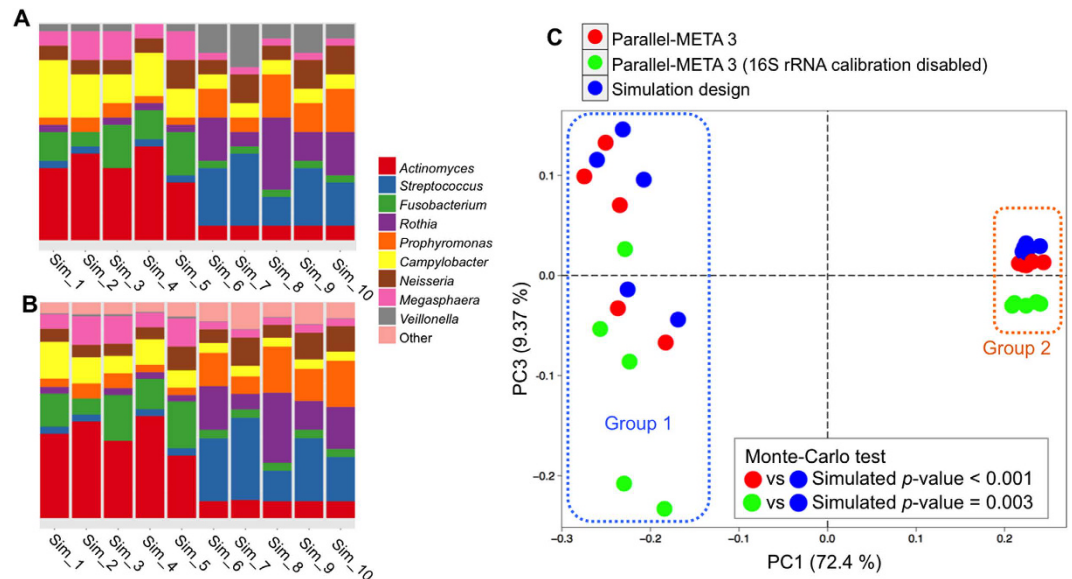 A
Sim_1
Sim_2
Sim_3
Sim_4
Sim_5
Sim_6
Sim_7
Sim_8
Sim_9
Sim_10
Actinomyces
Streptococcus
Fusobacterium
Rothia
Prophyromonas
Campylobacter
Neisseria
Megasphaera
Veillonella
Other
B
Sim_1
Sim_2
Sim_3
Sim_4
Sim_5
Sim_6
Sim_7
Sim_8
Sim_9
Sim_10
C
Parallel-META 3
Parallel-META 3 (16S rRNA calibration disabled)
Simulation design
PC3 (9.37 %)
0.1
0.0
-0.1
-0.2
Group 1
Group 2
Monte-Carlo test
vs Simulated p-value < 0.001
vs Simulated p-value = 0.003
-0.3
-0.2
-0.1
0.0
0.1
0.2
PC1 (72.4 %)